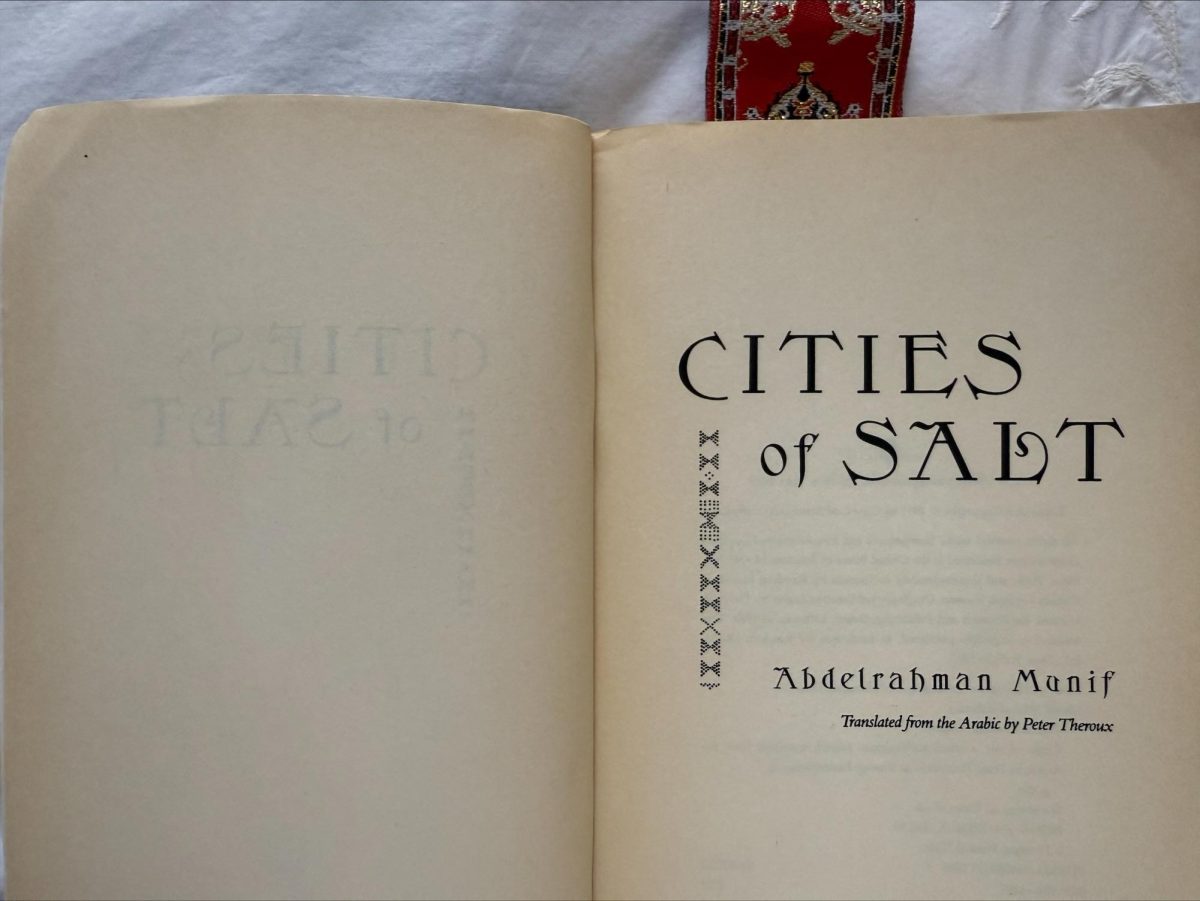 CITIES
of SALT
Abdelrahman Munif
Translated from the Arabic by Peter Theroux